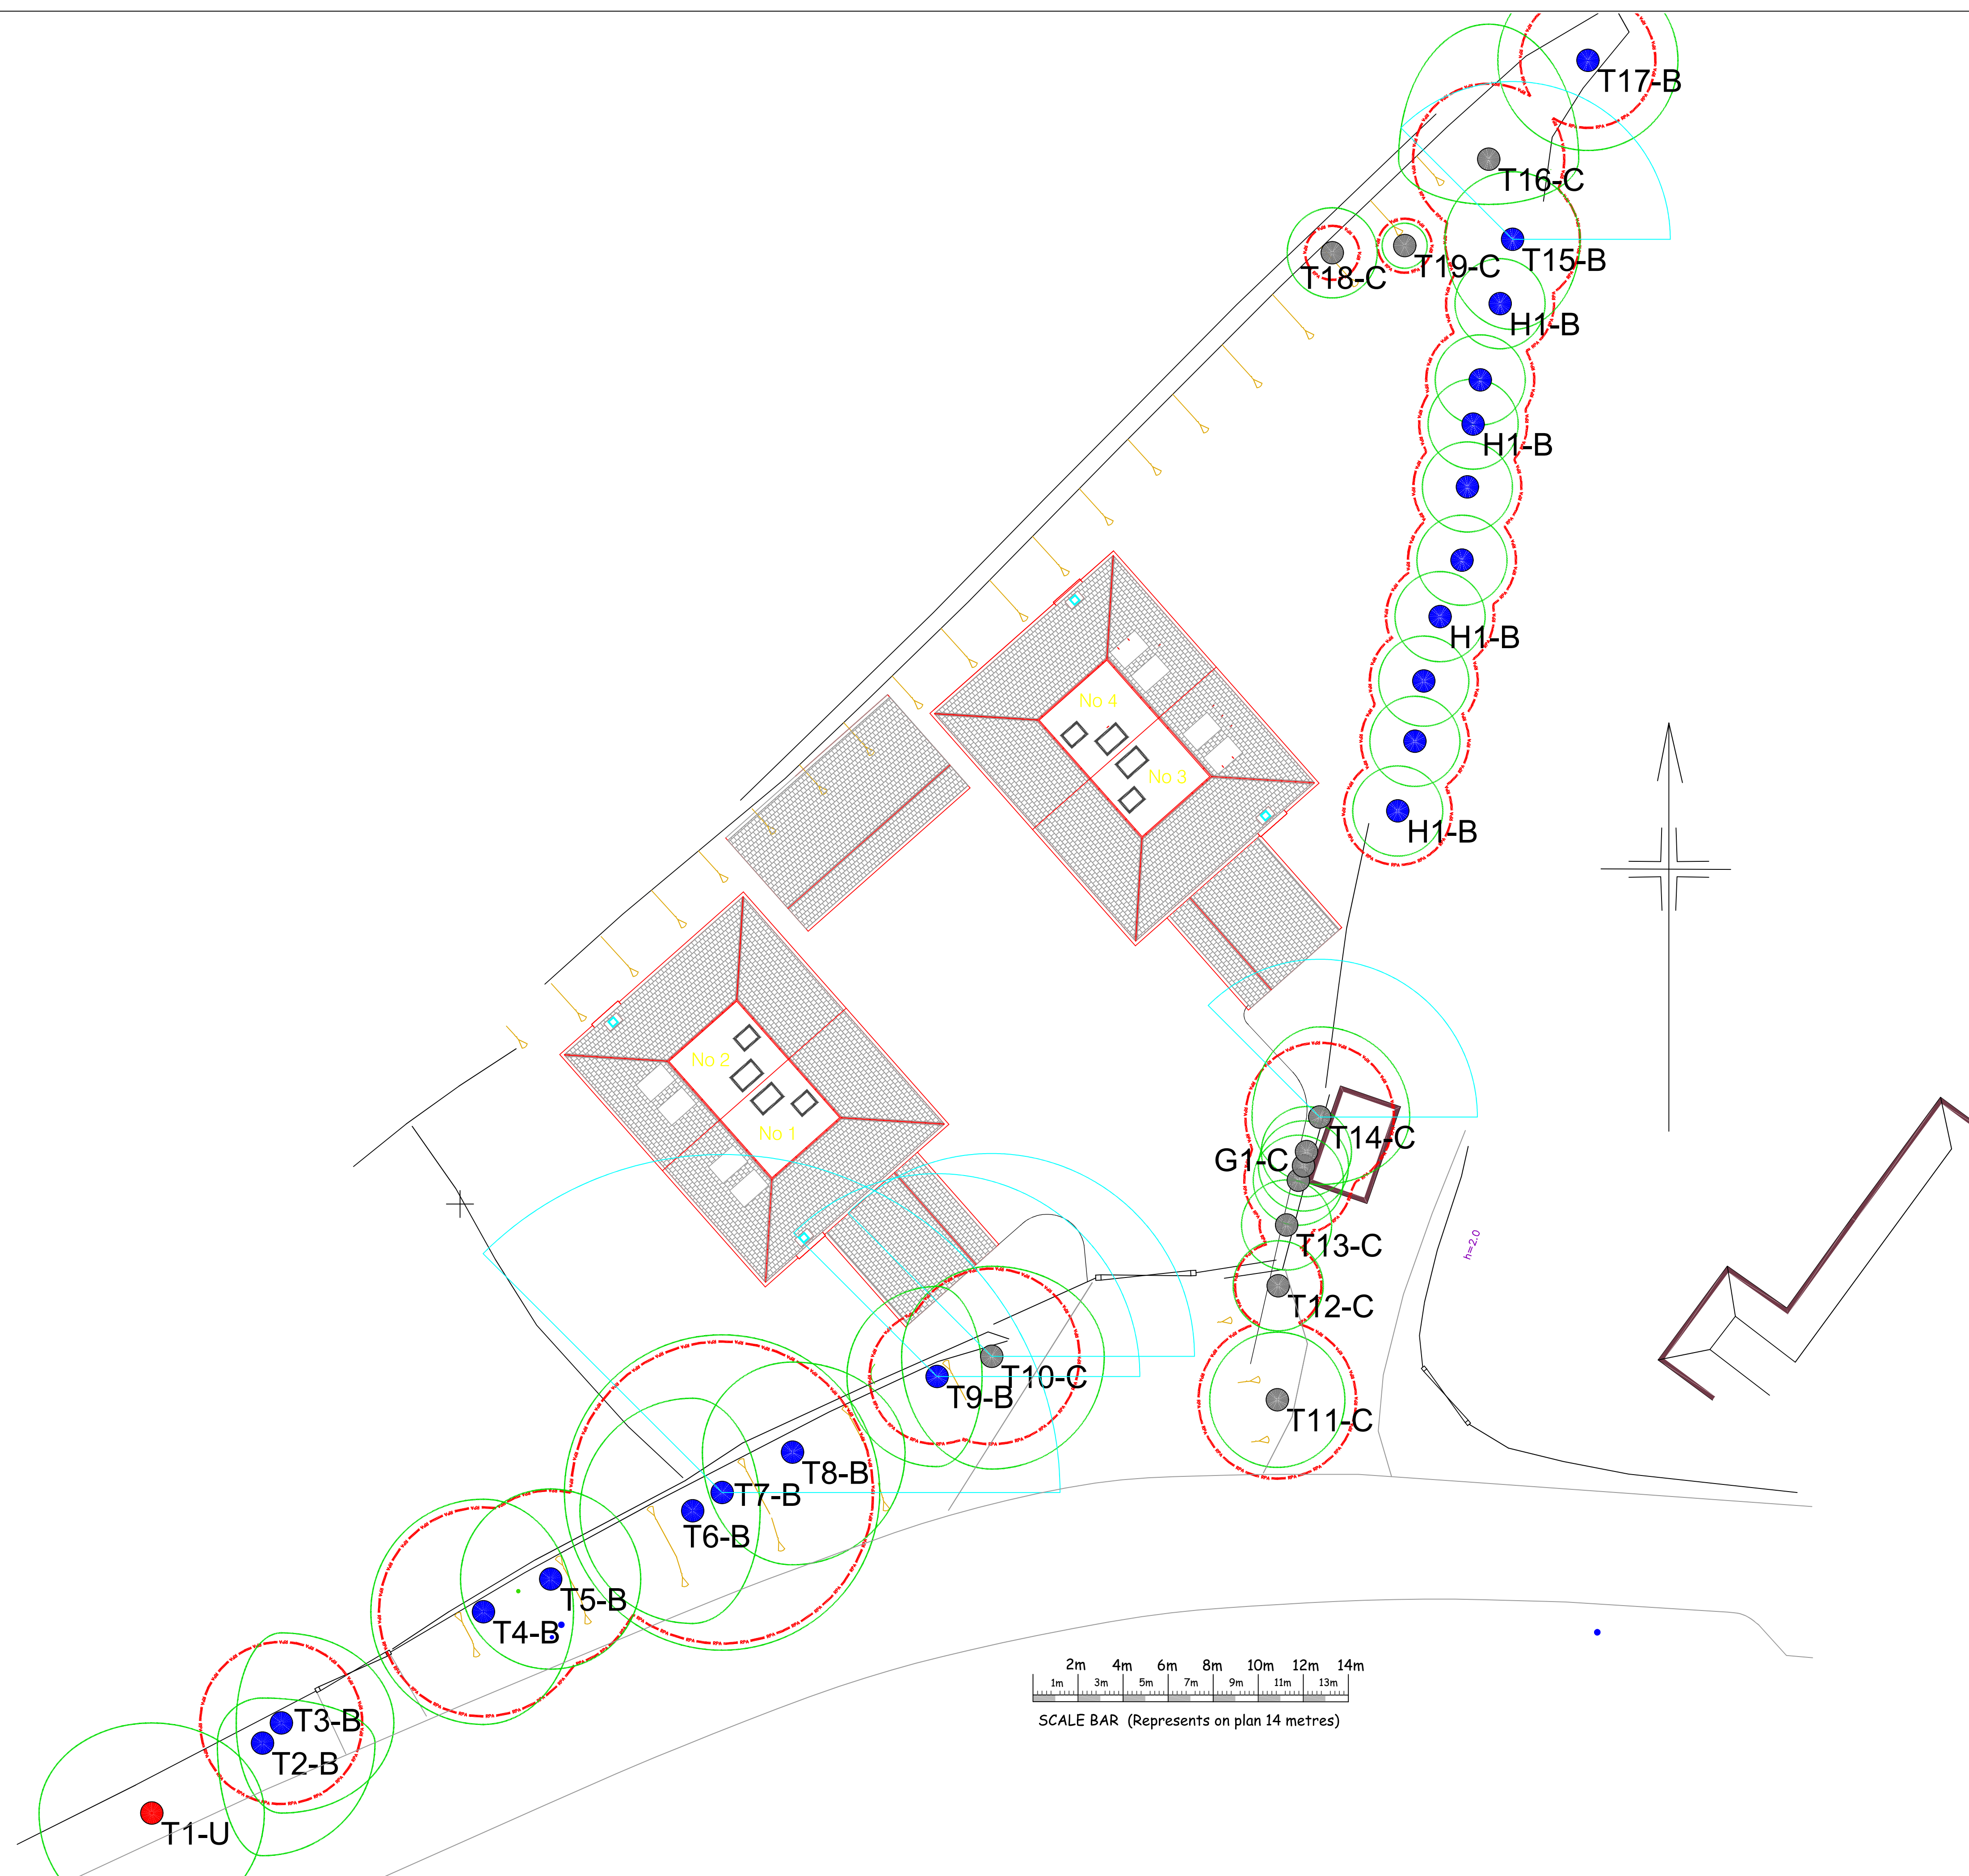 T17-B
T16-C
T15-B
T18-C
T19-C
H1-B
H1-B
H1-B
No 4
No 3
H1-B
No 2
No 1
T14-C
G1-C
T13-C
h=2.0
T12-C
T10-C
T9-B
T11-C
T8-B
T7-B
T6-B
T5-B
T4-B
2m 4m 6m 8m 10m 12m 14m
1m 3m 5m 7m 9m 11m 13m
SCALE BAR (Represents on plan 14 metres)
T3-B
T2-B
T1-U